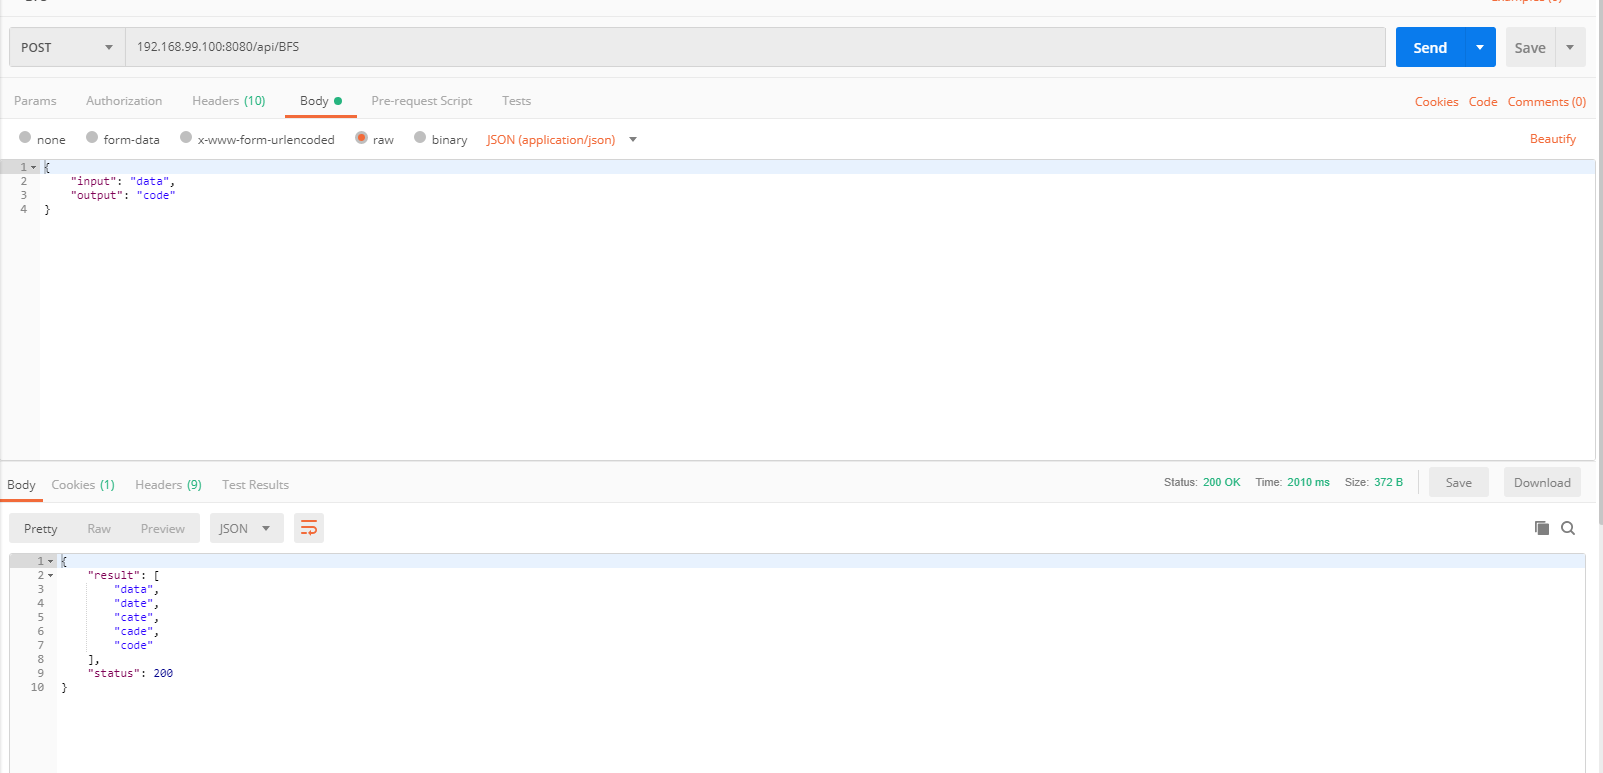 POST 192.168.99.100:8080/api/BFS Send Save
Params Authorization Headers (10) Body Pre-request Script Tests Cookies Code Comments (0)
none form-data x-www-form-urlencoded raw binary JSON (application/json) Beautify
1 {
2 "input": "data",
3 "output": "code"
4 }
Body Cookies (1) Headers (9) Test Results Status: 200 OK Time: 2010 ms Size: 372 B Save Download
Pretty Raw Preview JSON
1 {
2 "result": [
3 "data",
4 "date",
5 "cate",
6 "cade",
7 "code"
8 ],
9 "status": 200
10 }